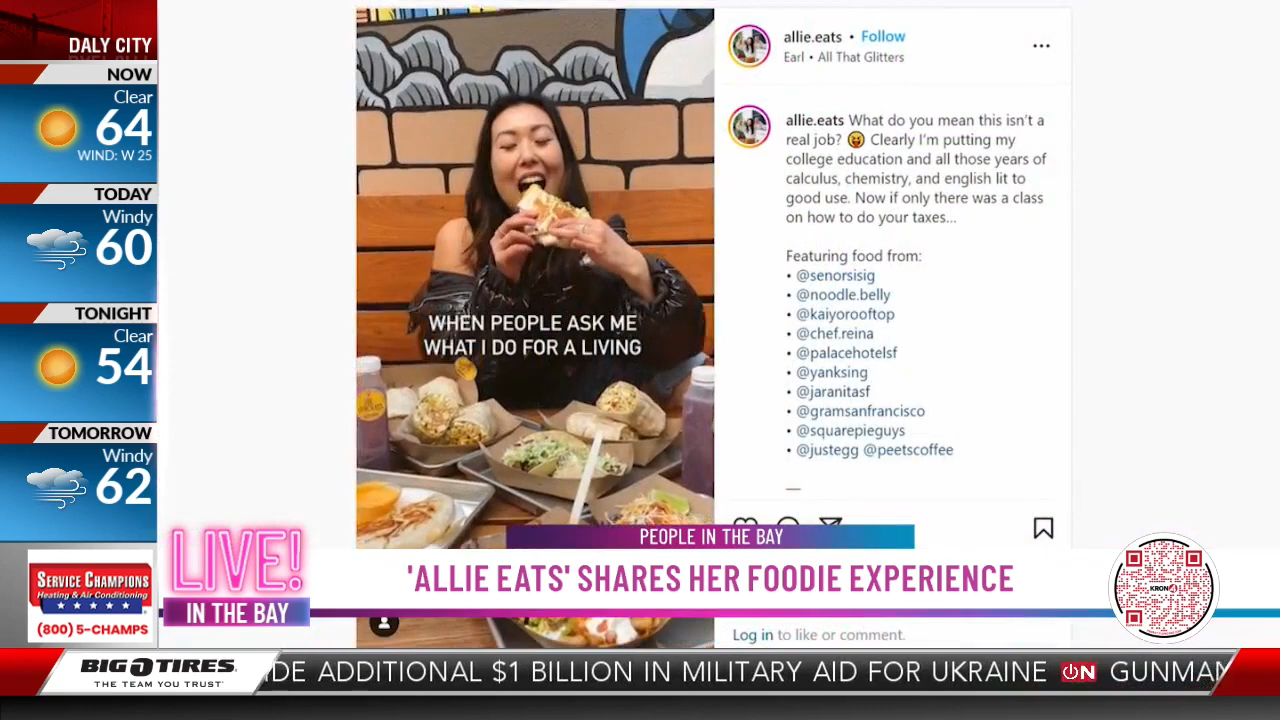 DALY CITY
NOW
Clear
64
WIND: W 25
TODAY
Windy
60
TONIGHT
Clear
54
TOMORROW
Windy
62
SERVICE CHAMPIONS
Heating & Air Conditioning
(800) 5-CHAMPS
WHEN PEOPLE ASK ME
WHAT I DO FOR A LIVING
allie.eats • Follow
Earl • All That Glitters
allie.eats What do you mean this isn't a
real job? 😝 Clearly I'm putting my
college education and all those years of
calculus, chemistry, and english lit to
good use. Now if only there was a class
on how to do your taxes...
Featuring food from:
• @senorsisig
• @noodle.belly
• @kaiyorooftop
• @chef.reina
• @palacehotelsf
• @yanksing
• @jaranitasf
• @gramsanfrancisco
• @squarepieguys
• @justegg @peetscoffee
—
PEOPLE IN THE BAY
LIVE!
IN THE BAY
'ALLIE EATS' SHARES HER FOODIE EXPERIENCE
KRON4
Log in to like or comment.
BIG O TIRES
THE TEAM YOU TRUST
IDE ADDITIONAL $1 BILLION IN MILITARY AID FOR UKRAINE ON GUNMAN